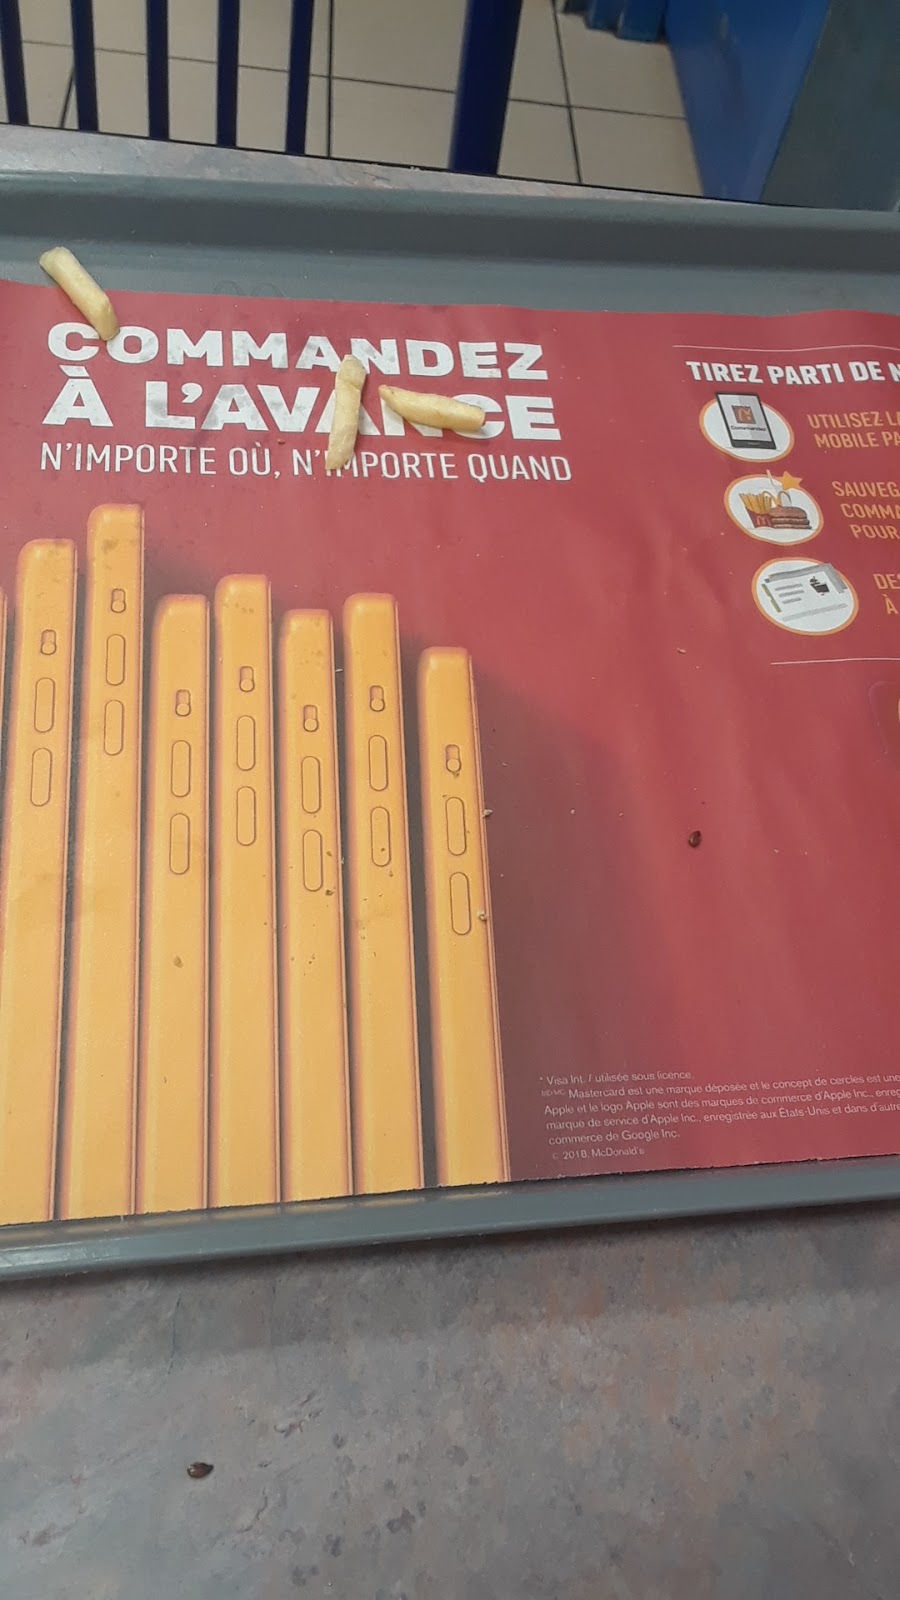 COMMANDEZ
À L'AVANCE
N'IMPORTE OÙ, N'IMPORTE QUAND
TIREZ PARTI DE
UTILISEZ
MOBILE
Commandez
POUR
À
* Visa Int. / utilisée sous licence.
MD/MC Mastercard est une marque déposée et le concept de cercles est une
Apple et le logo Apple sont des marques de commerce d'Apple Inc.,
marque de service d'Apple Inc., enregistrée aux États-Unis et dans
commerce de Google Inc.
© 2018, McDonald's